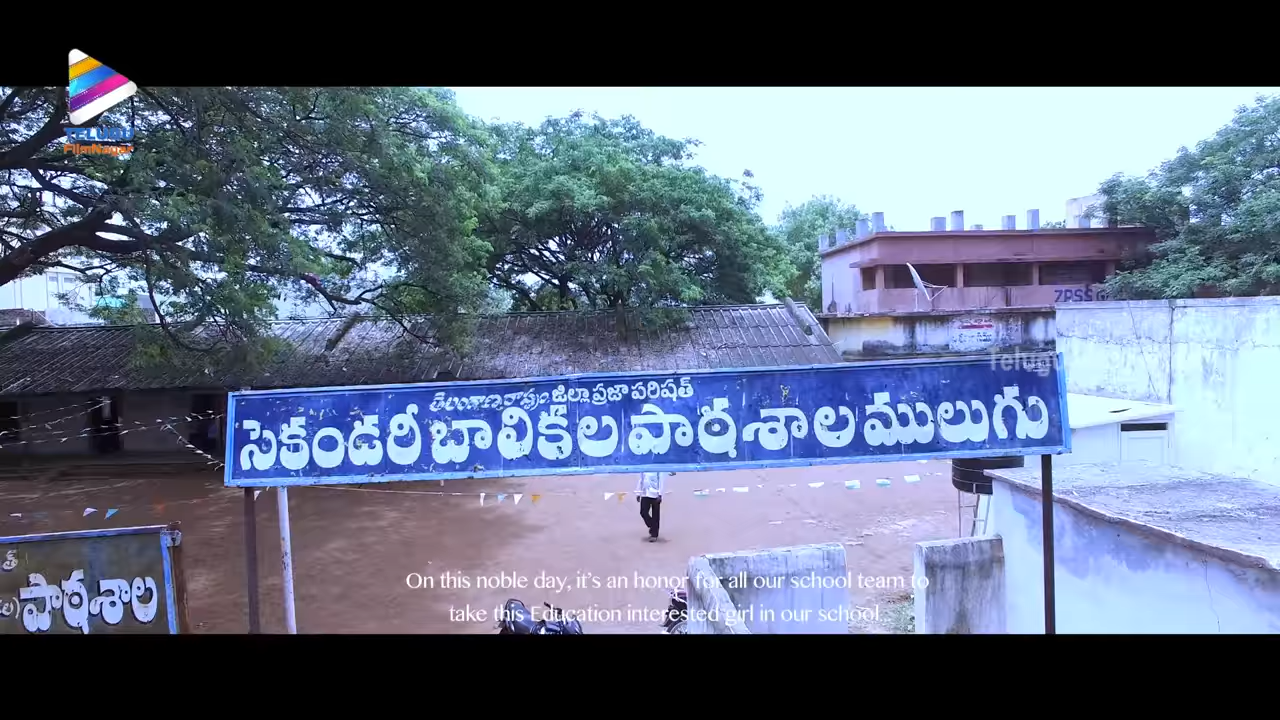 TELUGU
FilmNagar
ZPSS
Telugu
తెలంగాణ రాష్ట్రం జిల్లా ప్రజా పరిషత్
సెకండరీ బాలికల పాఠశాల ములుగు
త్
పాఠశాల
On this noble day, it's an honor for all our school team to
take this Education interested girl in our school.